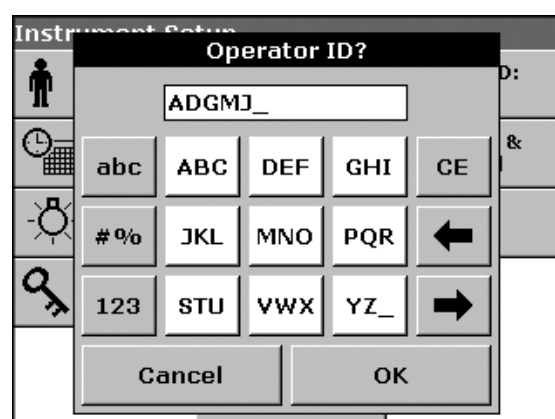 Instrument Setup
Operator ID?
D:
ADGMJ_
&
abc ABC DEF GHI CE
#% JKL MNO PQR
123 STU VWX YZ_
Cancel OK